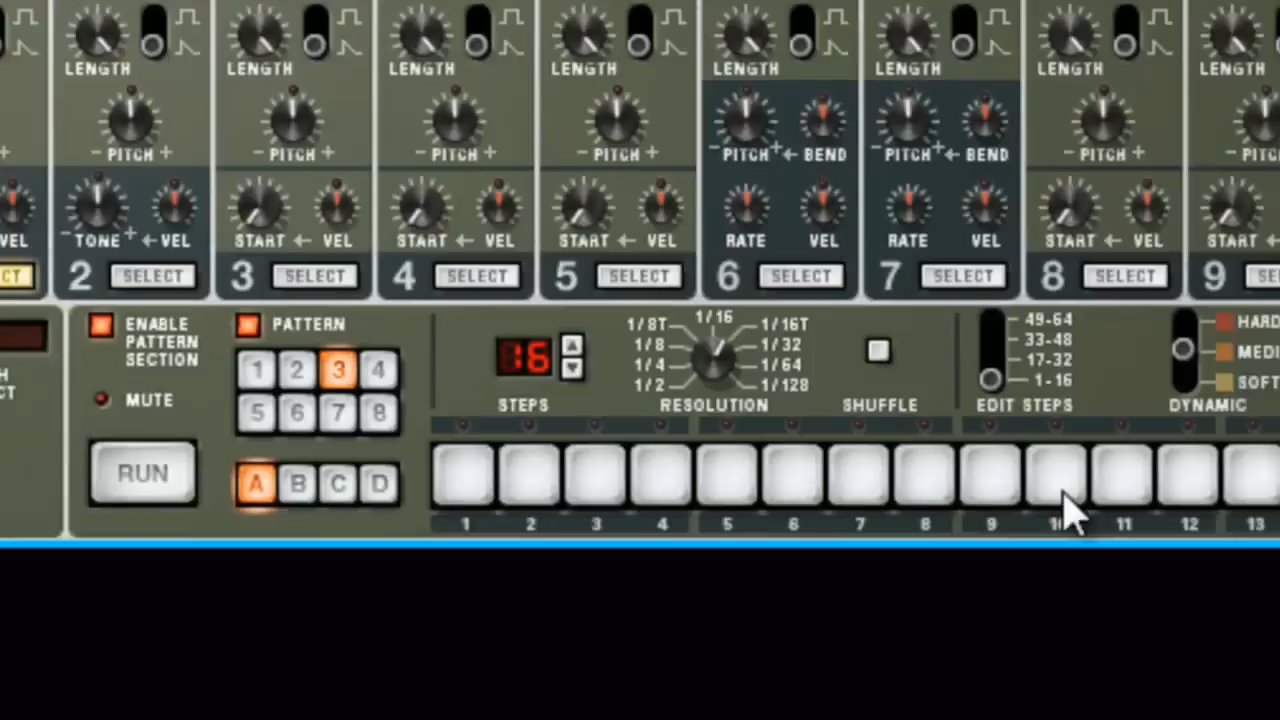 LENGTH LENGTH LENGTH LENGTH LENGTH LENGTH LENGTH LENGTH
- PITCH + - PITCH + - PITCH + - PITCH + - PITCH + ← BEND - PITCH + ← BEND - PITCH + - PITC
VEL - TONE + ← VEL START ← VEL START ← VEL START ← VEL RATE VEL RATE VEL START ← VEL START ←
CT 2 SELECT 3 SELECT 4 SELECT 5 SELECT 6 SELECT 7 SELECT 8 SELECT 9 SE
ENABLE
PATTERN
SECTION
MUTE
RUN
PATTERN
1 2 3 4
5 6 7 8
A B C D
16
STEPS
1/16
1/8T 1/16T
1/8 1/32
1/4 1/64
1/2 1/128
RESOLUTION
SHUFFLE
49-64
33-48
17-32
1-16
EDIT STEPS
HARD
MEDI
SOFT
DYNAMIC
H
CT
1 2 3 4 5 6 7 8 9 10 11 12 13